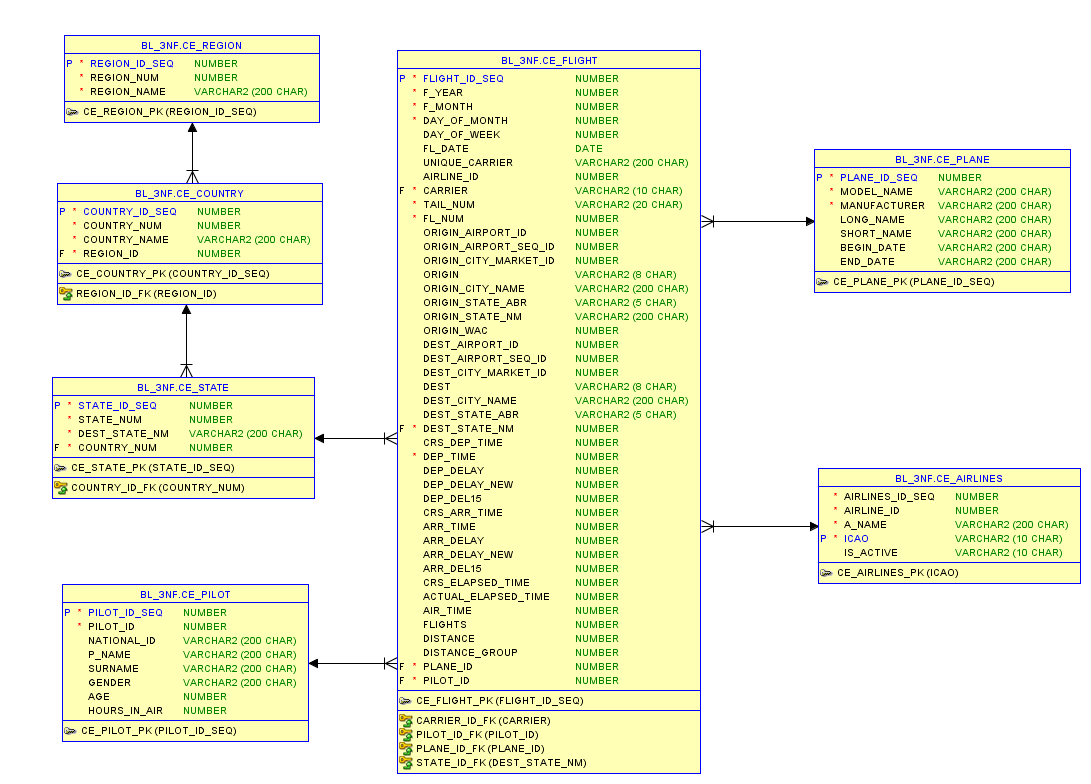 BL_3NF.CE_REGION
P * REGION_ID_SEQ NUMBER
* REGION_NUM NUMBER
* REGION_NAME VARCHAR2 (200 CHAR)
CE_REGION_PK (REGION_ID_SEQ)
BL_3NF.CE_COUNTRY
P * COUNTRY_ID_SEQ NUMBER
* COUNTRY_NUM NUMBER
* COUNTRY_NAME VARCHAR2 (200 CHAR)
F * REGION_ID NUMBER
CE_COUNTRY_PK (COUNTRY_ID_SEQ)
REGION_ID_FK (REGION_ID)
BL_3NF.CE_STATE
P * STATE_ID_SEQ NUMBER
* STATE_NUM NUMBER
* DEST_STATE_NM VARCHAR2 (200 CHAR)
F * COUNTRY_NUM NUMBER
CE_STATE_PK (STATE_ID_SEQ)
COUNTRY_ID_FK (COUNTRY_NUM)
BL_3NF.CE_PILOT
P * PILOT_ID_SEQ NUMBER
* PILOT_ID NUMBER
NATIONAL_ID VARCHAR2 (200 CHAR)
P_NAME VARCHAR2 (200 CHAR)
SURNAME VARCHAR2 (200 CHAR)
GENDER VARCHAR2 (200 CHAR)
AGE NUMBER
HOURS_IN_AIR NUMBER
CE_PILOT_PK (PILOT_ID_SEQ)
BL_3NF.CE_FLIGHT
P * FLIGHT_ID_SEQ NUMBER
* F_YEAR NUMBER
* F_MONTH NUMBER
* DAY_OF_MONTH NUMBER
DAY_OF_WEEK NUMBER
FL_DATE DATE
UNIQUE_CARRIER VARCHAR2 (200 CHAR)
AIRLINE_ID NUMBER
F * CARRIER VARCHAR2 (10 CHAR)
* TAIL_NUM VARCHAR2 (20 CHAR)
* FL_NUM NUMBER
ORIGIN_AIRPORT_ID NUMBER
ORIGIN_AIRPORT_SEQ_ID NUMBER
ORIGIN_CITY_MARKET_ID NUMBER
ORIGIN VARCHAR2 (8 CHAR)
ORIGIN_CITY_NAME VARCHAR2 (200 CHAR)
ORIGIN_STATE_ABR VARCHAR2 (5 CHAR)
ORIGIN_STATE_NM VARCHAR2 (200 CHAR)
ORIGIN_WAC NUMBER
DEST_AIRPORT_ID NUMBER
DEST_AIRPORT_SEQ_ID NUMBER
DEST_CITY_MARKET_ID NUMBER
DEST VARCHAR2 (8 CHAR)
DEST_CITY_NAME VARCHAR2 (200 CHAR)
DEST_STATE_ABR VARCHAR2 (5 CHAR)
F * DEST_STATE_NM NUMBER
CRS_DEP_TIME NUMBER
* DEP_TIME NUMBER
DEP_DELAY NUMBER
DEP_DELAY_NEW NUMBER
DEP_DEL15 NUMBER
CRS_ARR_TIME NUMBER
ARR_TIME NUMBER
ARR_DELAY NUMBER
ARR_DELAY_NEW NUMBER
ARR_DEL15 NUMBER
CRS_ELAPSED_TIME NUMBER
ACTUAL_ELAPSED_TIME NUMBER
AIR_TIME NUMBER
FLIGHTS NUMBER
DISTANCE NUMBER
DISTANCE_GROUP NUMBER
F * PLANE_ID NUMBER
F * PILOT_ID NUMBER
CE_FLIGHT_PK (FLIGHT_ID_SEQ)
CARRIER_ID_FK (CARRIER)
PILOT_ID_FK (PILOT_ID)
PLANE_ID_FK (PLANE_ID)
STATE_ID_FK (DEST_STATE_NM)
BL_3NF.CE_PLANE
P * PLANE_ID_SEQ NUMBER
* MODEL_NAME VARCHAR2 (200 CHAR)
* MANUFACTURER VARCHAR2 (200 CHAR)
LONG_NAME VARCHAR2 (200 CHAR)
SHORT_NAME VARCHAR2 (200 CHAR)
BEGIN_DATE VARCHAR2 (200 CHAR)
END_DATE VARCHAR2 (200 CHAR)
CE_PLANE_PK (PLANE_ID_SEQ)
BL_3NF.CE_AIRLINES
* AIRLINES_ID_SEQ NUMBER
* AIRLINE_ID NUMBER
* A_NAME VARCHAR2 (200 CHAR)
P * ICAO VARCHAR2 (10 CHAR)
IS_ACTIVE VARCHAR2 (10 CHAR)
CE_AIRLINES_PK (ICAO)